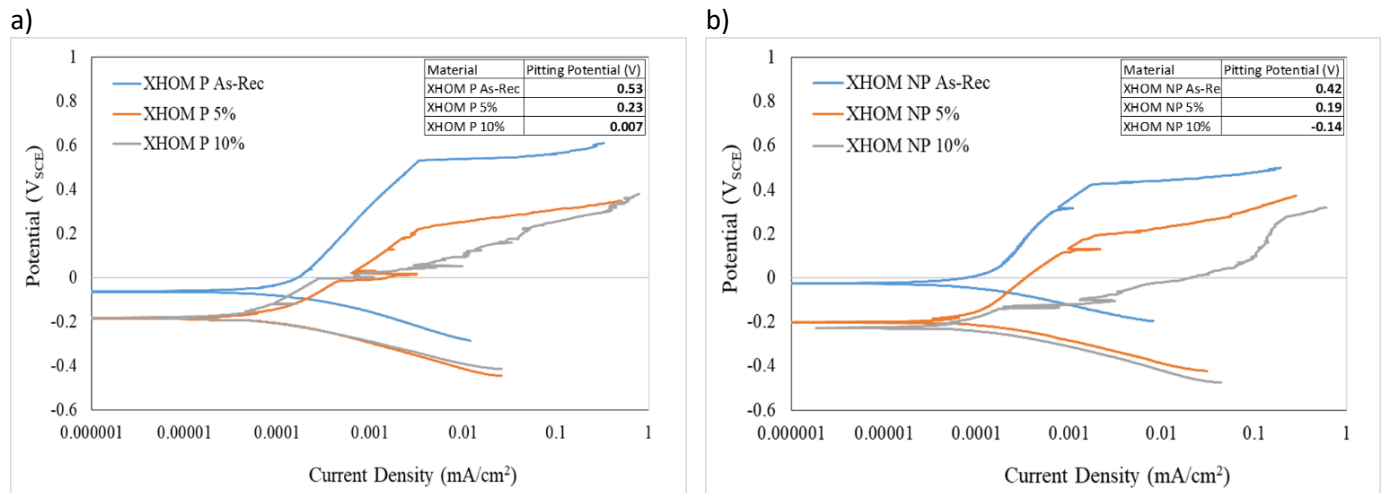 a)
1
0.8
0.6
0.4
0.2
0
-0.2
-0.4
-0.6
Potential (VSCE)
XHOM P As-Rec
XHOM P 5%
XHOM P 10%
Material Pitting Potential (V)
XHOM P As-Rec 0.53
XHOM P 5% 0.23
XHOM P 10% 0.007
0.000001 0.00001 0.0001 0.001 0.01 0.1 1
Current Density (mA/cm²)
b)
1
0.8
0.6
0.4
0.2
0
-0.2
-0.4
-0.6
Potential (VSCE)
XHOM NP As-Rec
XHOM NP 5%
XHOM NP 10%
Material Pitting Potential (V)
XHOM NP As-Re 0.42
XHOM NP 5% 0.19
XHOM NP 10% -0.14
0.000001 0.00001 0.0001 0.001 0.01 0.1 1
Current Density (mA/cm²)